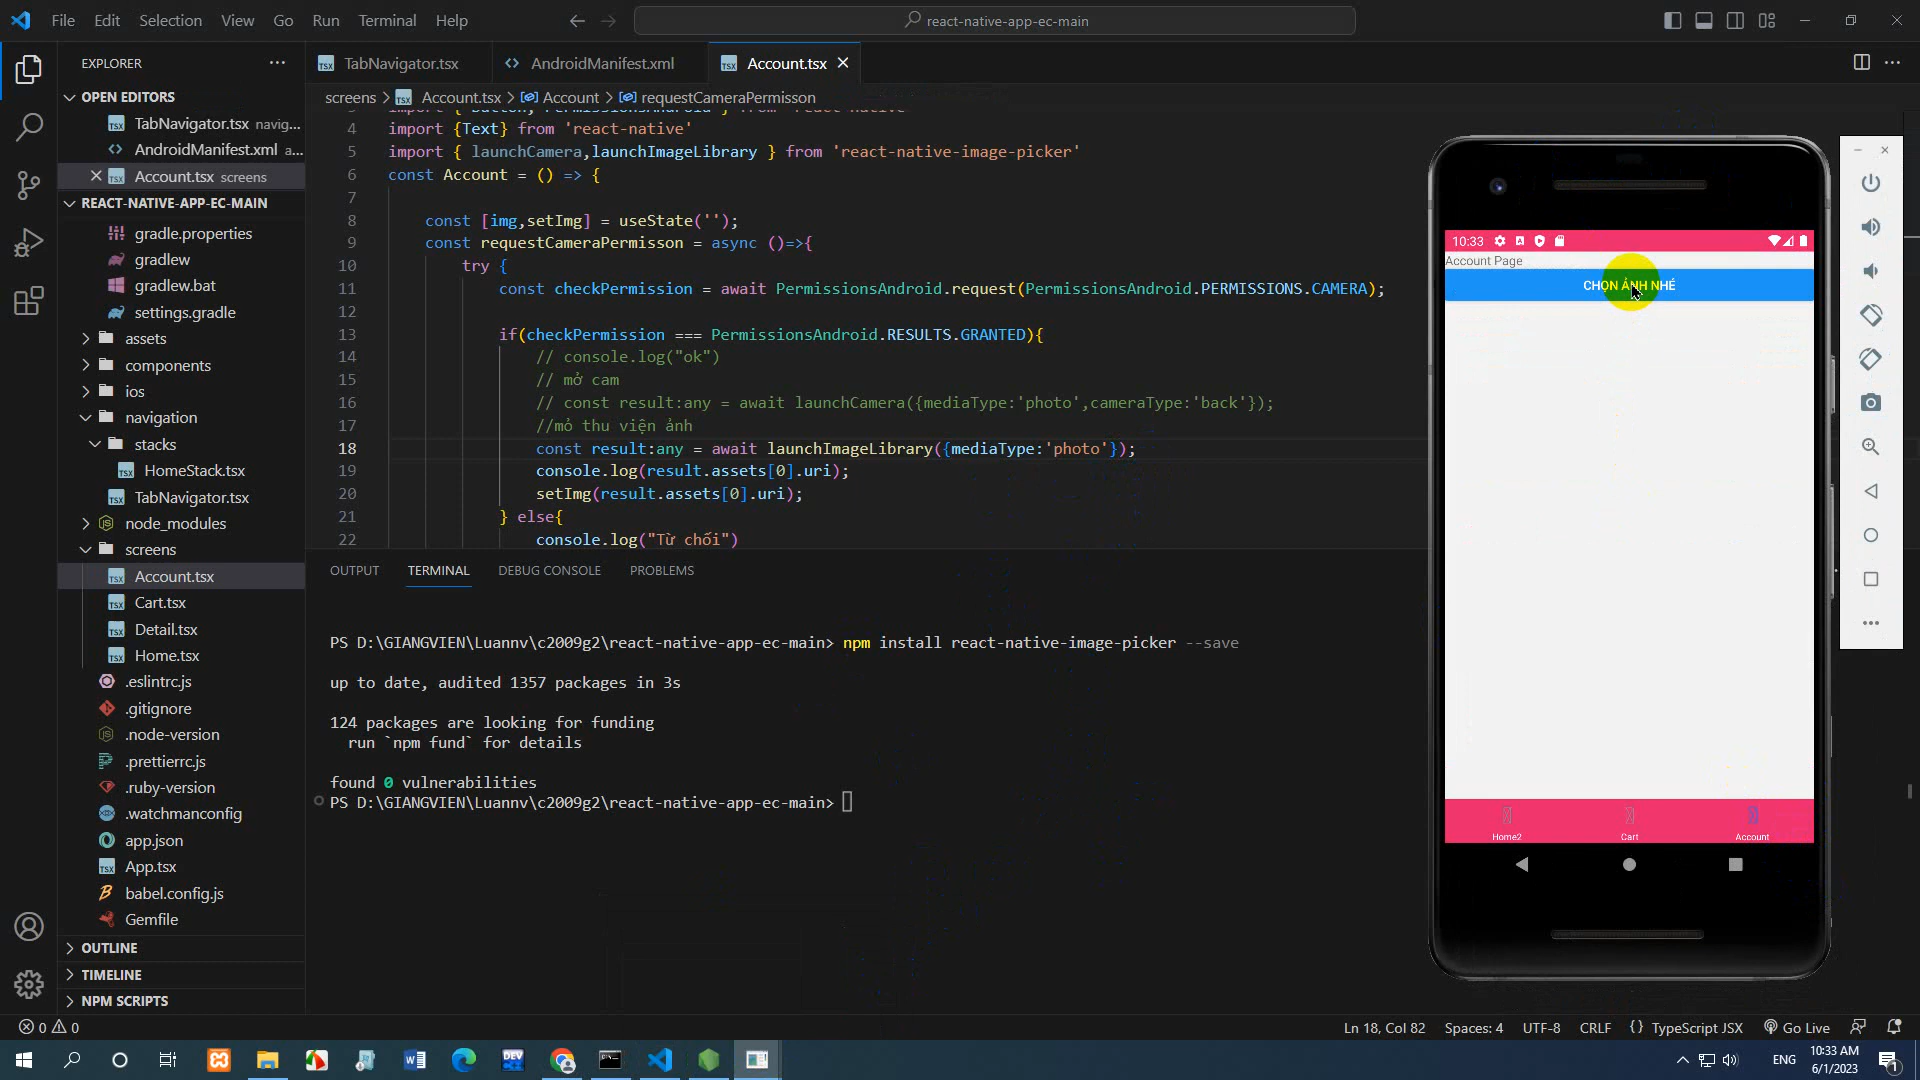 File Edit Selection View Go Run Terminal Help
react-native-app-ec-main
EXPLORER
TabNavigator.tsx
AndroidManifest.xml
Account.tsx
OPEN EDITORS
TabNavigator.tsx navig...
AndroidManifest.xml a...
Account.tsx screens
REACT-NATIVE-APP-EC-MAIN
gradle.properties
gradlew
gradlew.bat
settings.gradle
assets
components
ios
navigation
stacks
HomeStack.tsx
TabNavigator.tsx
node_modules
screens
Account.tsx
Cart.tsx
Detail.tsx
Home.tsx
.eslintrc.js
.gitignore
.node-version
.prettierrc.js
.ruby-version
.watchmanconfig
app.json
App.tsx
babel.config.js
Gemfile
OUTLINE
TIMELINE
NPM SCRIPTS
screens > Account.tsx > Account > requestCameraPermisson
4 import {Text} from 'react-native'
5 import { launchCamera,launchImageLibrary } from 'react-native-image-picker'
6 const Account = () => {
7
8 const [img,setImg] = useState('');
9 const requestCameraPermisson = async ()=>{
10 try {
11 const checkPermission = await PermissionsAndroid.request(PermissionsAndroid.PERMISSIONS.CAMERA);
12
13 if(checkPermission === PermissionsAndroid.RESULTS.GRANTED){
14 // console.log("ok")
15 // mở cam
16 // const result:any = await launchCamera({mediaType:'photo',cameraType:'back'});
17 //mỏ thu viện ảnh
18 const result:any = await launchImageLibrary({mediaType:'photo'});
19 console.log(result.assets[0].uri);
20 setImg(result.assets[0].uri);
21 } else{
22 console.log("Từ chối")
OUTPUT TERMINAL DEBUG CONSOLE PROBLEMS
PS D:\GIANGVIEN\Luannv\c2009g2\react-native-app-ec-main> npm install react-native-image-picker --save
up to date, audited 1357 packages in 3s
124 packages are looking for funding
run `npm fund` for details
found 0 vulnerabilities
PS D:\GIANGVIEN\Luannv\c2009g2\react-native-app-ec-main>
10:33
Account Page
CHỌN ẢNH NHÉ
Home2 Cart Account
0 0
Ln 18, Col 82 Spaces: 4 UTF-8 CRLF {} TypeScript JSX Go Live
DEV
ENG
10:33 AM
6/1/2023
1